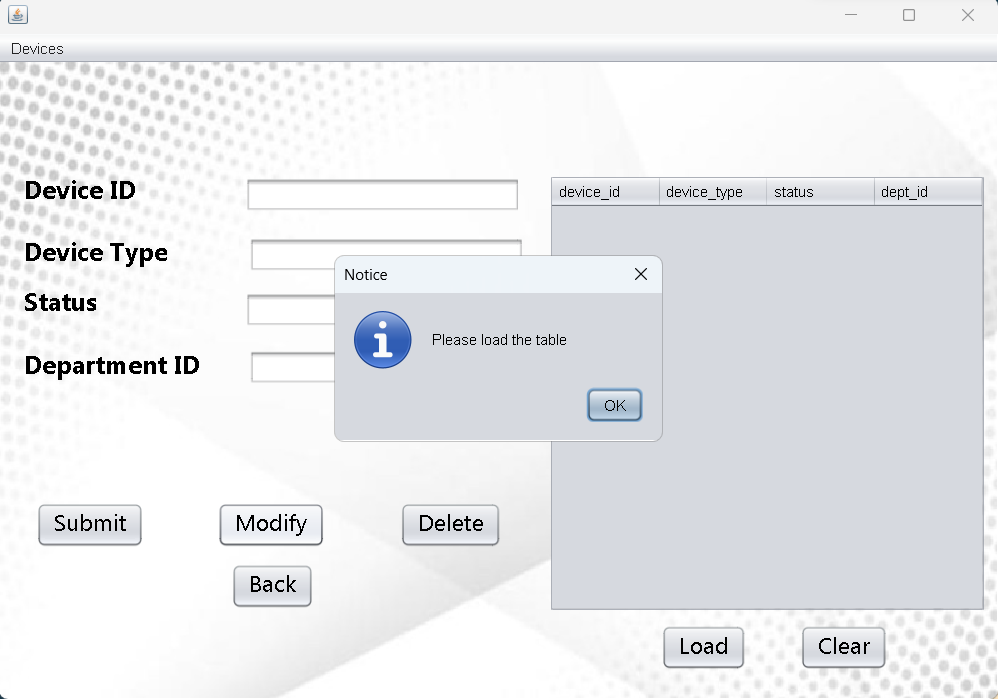 Devices
Device ID
Device Type
Status
Department ID
device_id device_type status dept_id
Notice
Please load the table
OK
Submit Modify Delete
Back
Load Clear